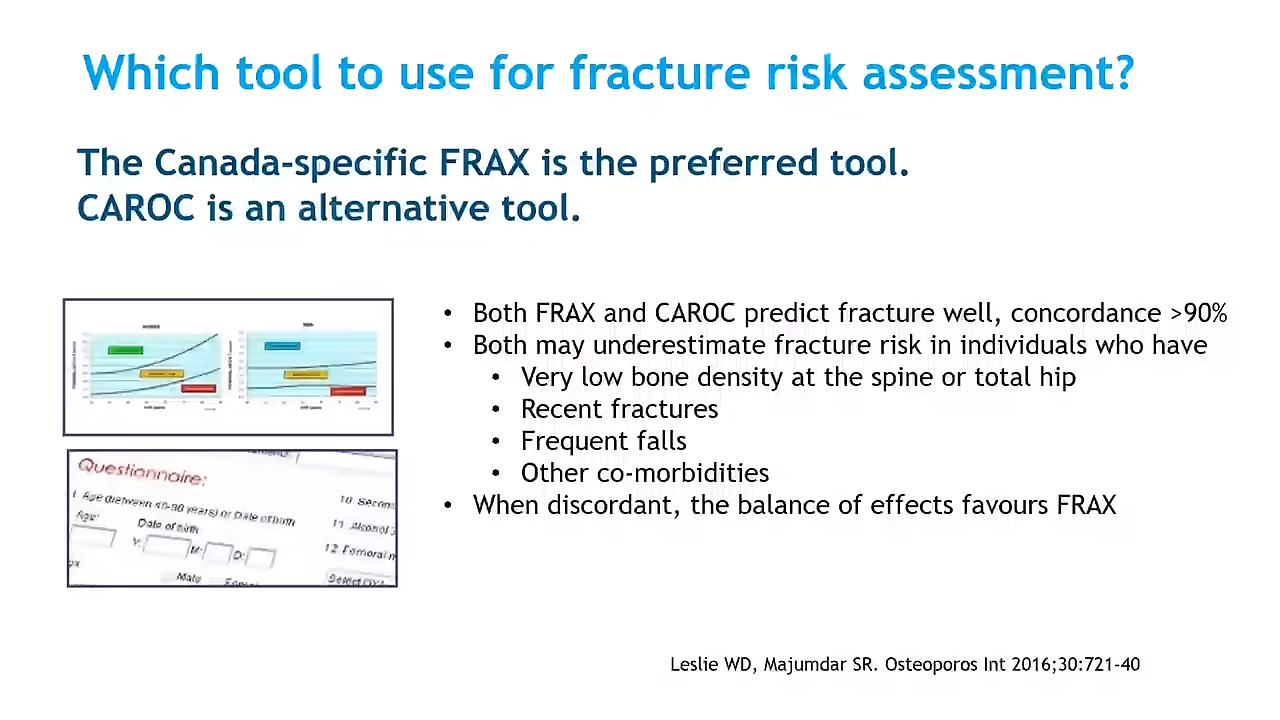 Which tool to use for fracture risk assessment?
The Canada-specific FRAX is the preferred tool.
CAROC is an alternative tool.
• Both FRAX and CAROC predict fracture well, concordance >90%
• Both may underestimate fracture risk in individuals who have
• Very low bone density at the spine or total hip
• Recent fractures
• Frequent falls
• Other co-morbidities
• When discordant, the balance of effects favours FRAX
Questionnaire:
1 Age (between 40-90 years) or Date of birth
Age:
Date of birth
Y:
M:
D:
Male
10 Second
11 Alcohol 3
12 Femoral n
Select DXA
Leslie WD, Majumdar SR. Osteoporos Int 2016;30:721-40